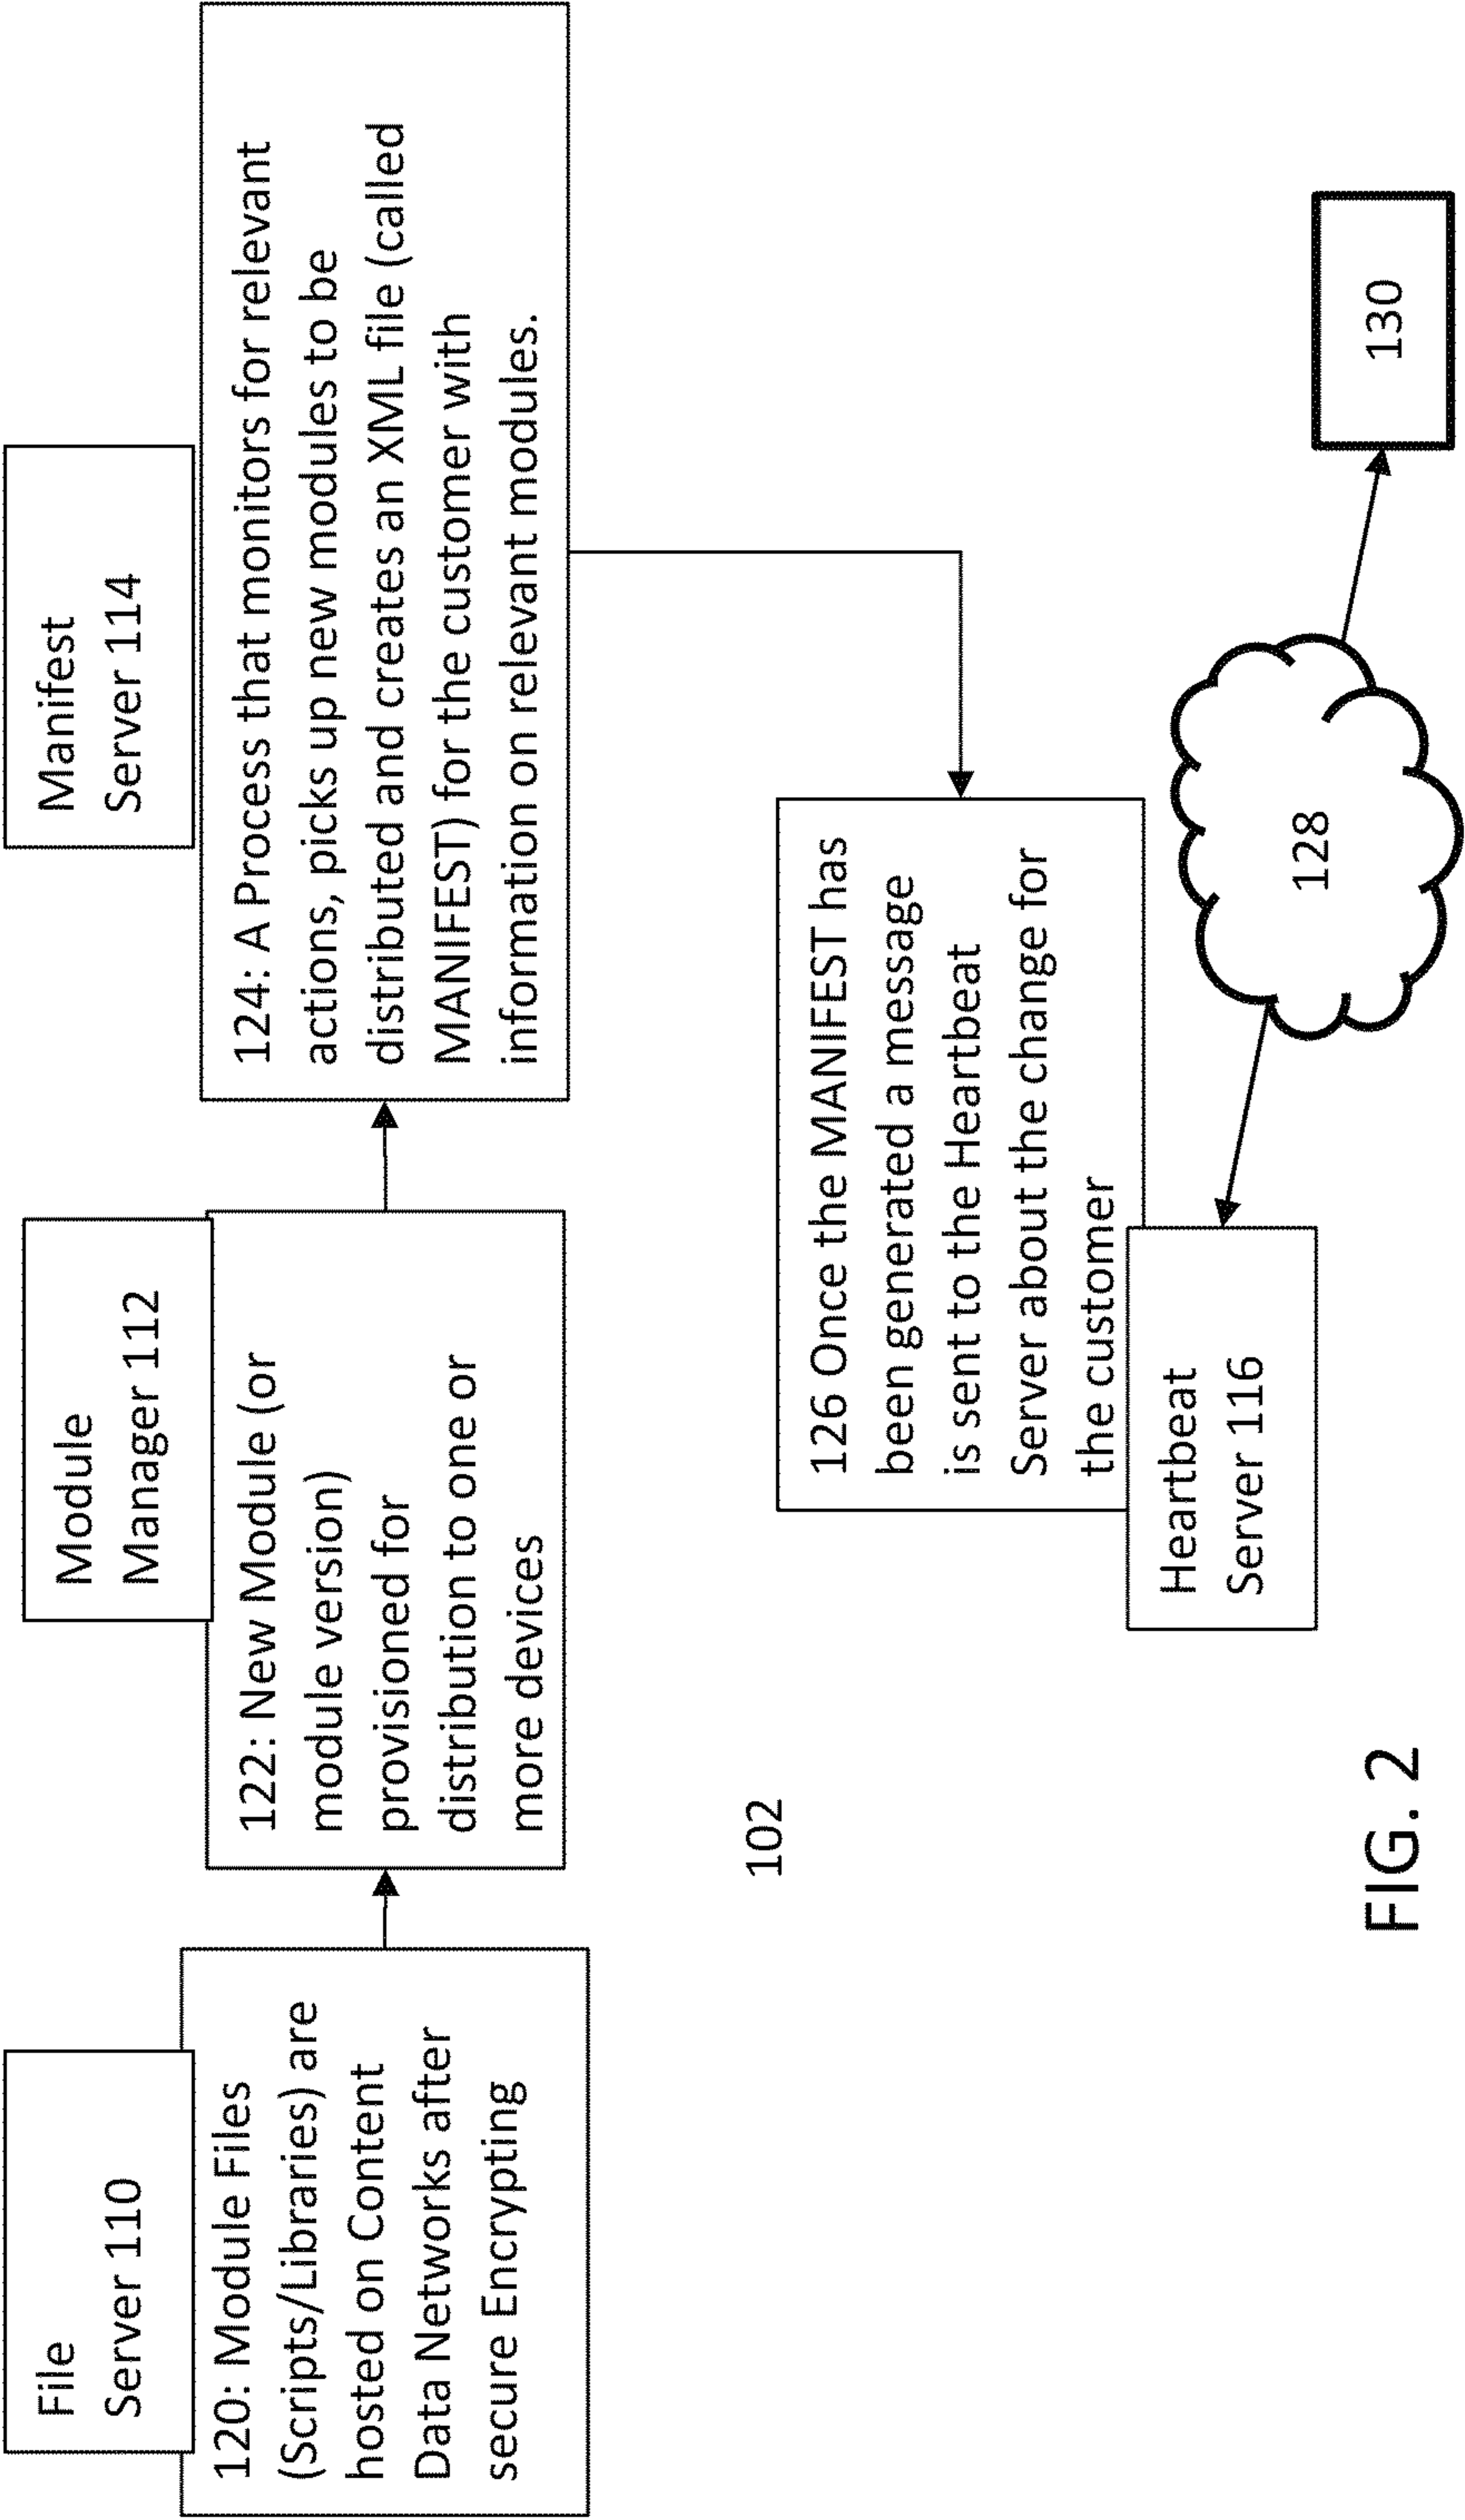 File
Server 110
120: Module Files
(Scripts/Libraries) are
hosted on Content
Data Networks after
secure Encrypting
Module
Manager 112
122: New Module (or
module version)
provisioned for
distribution to one or
more devices
Manifest
Server 114
124: A Process that monitors for relevant
actions, picks up new modules to be
distributed and creates an XML file (called
MANIFEST) for the customer with
information on relevant modules.
126 Once the MANIFEST has
been generated a message
is sent to the Heartbeat
Server about the change for
the customer
Heartbeat
Server 116
128
130
102
FIG. 2